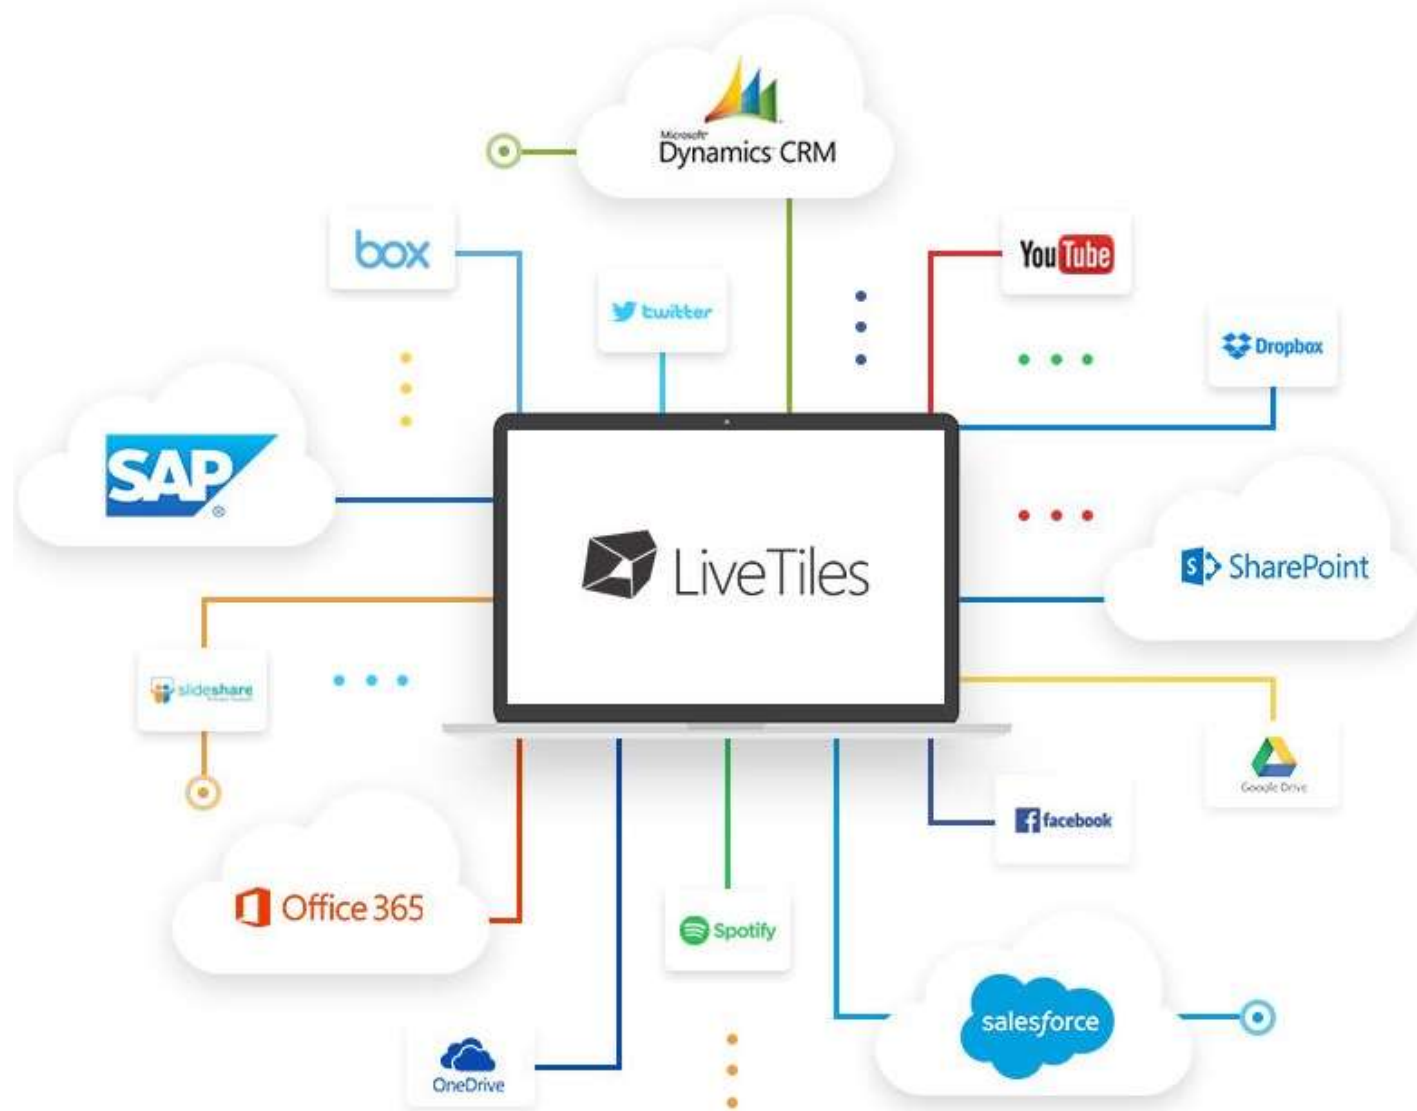 Microsoft®
Dynamics CRM
box
YouTube
twitter
Dropbox
SAP
®
LiveTiles
S
SharePoint
slideshare
Google Drive
f facebook
Office 365
Spotify
salesforce
OneDrive